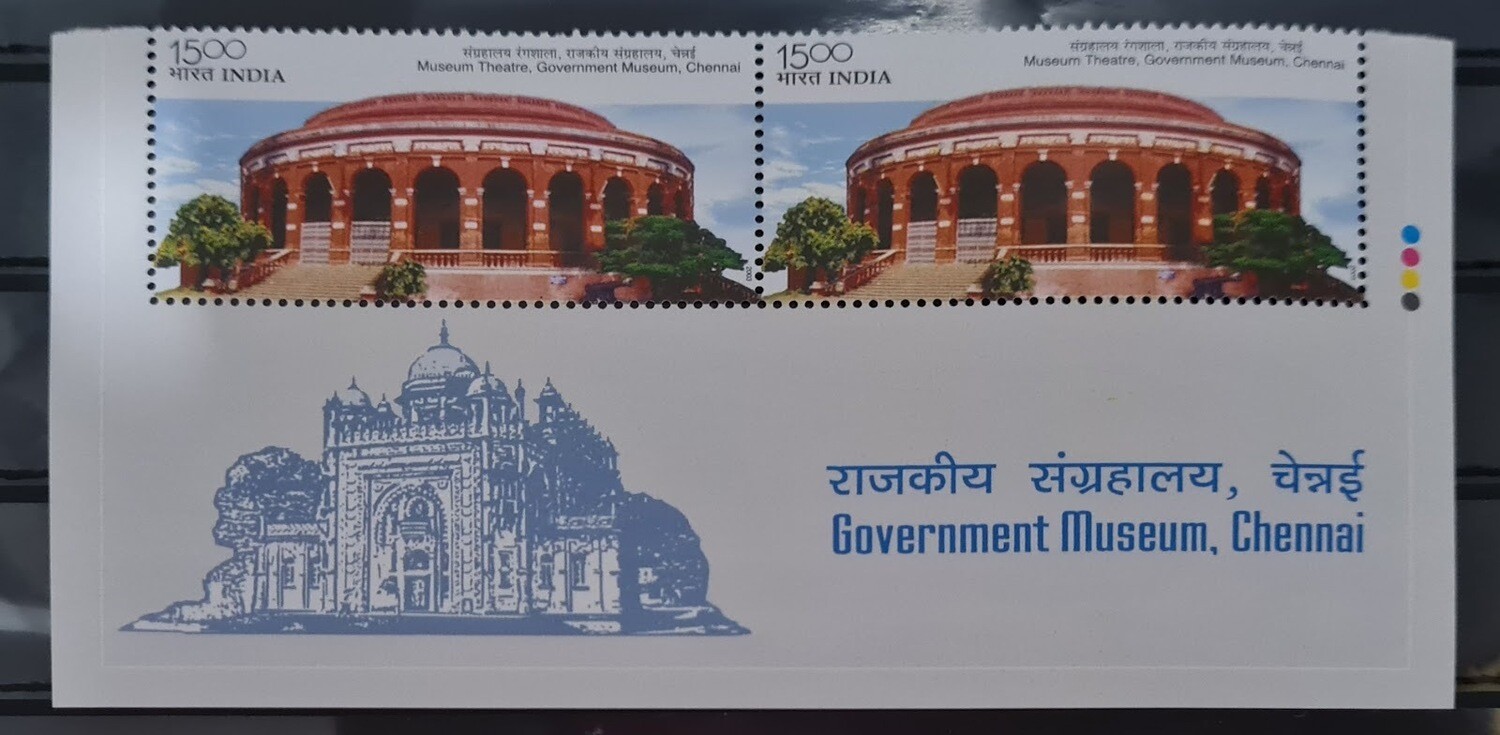 1500
भारत INDIA
संग्रहालय रंगशाला, राजकीय संग्रहालय, चेन्नई
Museum Theatre, Government Museum, Chennai
2003
1500
भारत INDIA
संग्रहालय रंगशाला, राजकीय संग्रहालय, चेन्नई
Museum Theatre, Government Museum, Chennai
राजकीय संग्रहालय, चेन्नई
Government Museum, Chennai